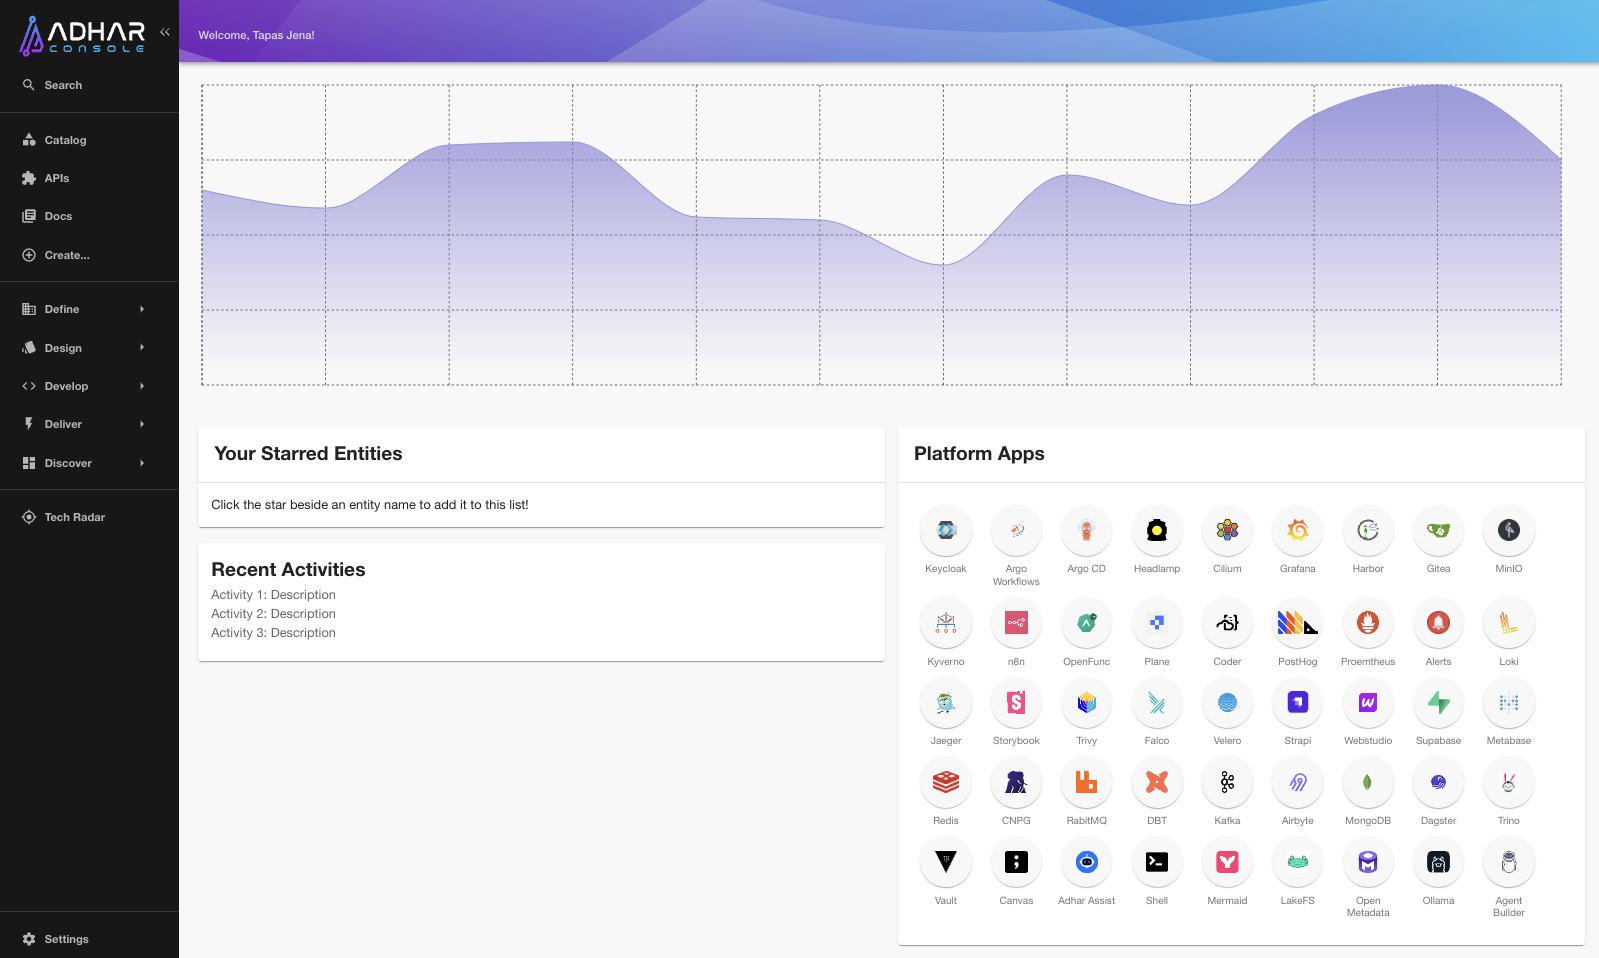 ADHAR
CONSOLE
Welcome, Tapas Jena!
Search
Catalog
APIs
Docs
Create...
Define
Design
Develop
Deliver
Discover
Tech Radar
Settings
Your Starred Entities
Click the star beside an entity name to add it to this list!
Recent Activities
Activity 1: Description
Activity 2: Description
Activity 3: Description
Platform Apps
Keycloak
Argo
Workflows
Argo CD
Headlamp
Cilium
Grafana
Harbor
Gitea
MinIO
Kyverno
n8n
OpenFunc
Plane
Coder
PostHog
Proemtheus
Alerts
Loki
Jaeger
Storybook
Trivy
Falco
Velero
Strapi
Webstudio
Supabase
Metabase
Redis
CNPG
RabitMQ
DBT
Kafka
Airbyte
MongoDB
Dagster
Trino
Vault
Canvas
Adhar Assist
Shell
Mermaid
LakeFS
Open
Metadata
Ollama
Agent
Builder